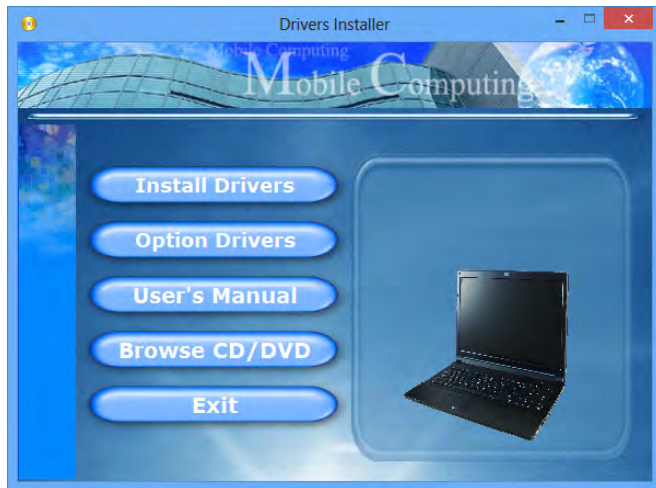 Drivers Installer
Mobile Computing
Mobile Computing
Install Drivers
Option Drivers
User's Manual
Browse CD/DVD
Exit